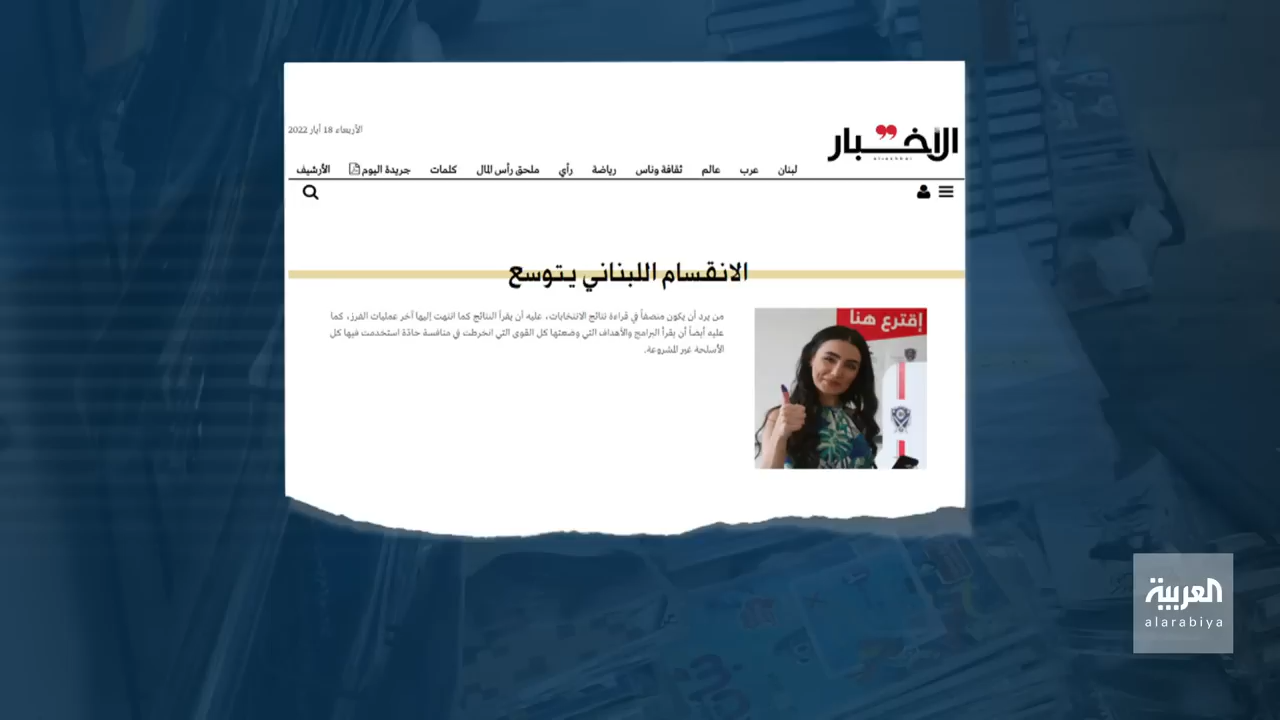 الأخبار
alakhbar
الأربعاء 18 أيار 2022
لبنان عرب عالم ثقافة وناس رياضة رأي ملحق رأس المال كلمات جريدة اليوم الأرشيف
الانقسام اللبناني يتوسع
إقترع هنا
من يرد أن يكون منصفاً في قراءة نتائج الانتخابات، عليه أن يقرأ النتائج كما انتهت إليها آخر عمليات الفرز، كما
عليه أيضاً أن يقرأ البرامج والأهداف التي وضعتها كل القوى التي انخرطت في منافسة حادّة استخدمت فيها كل
الأسلحة غير المشروعة.
العربية
alarabiya